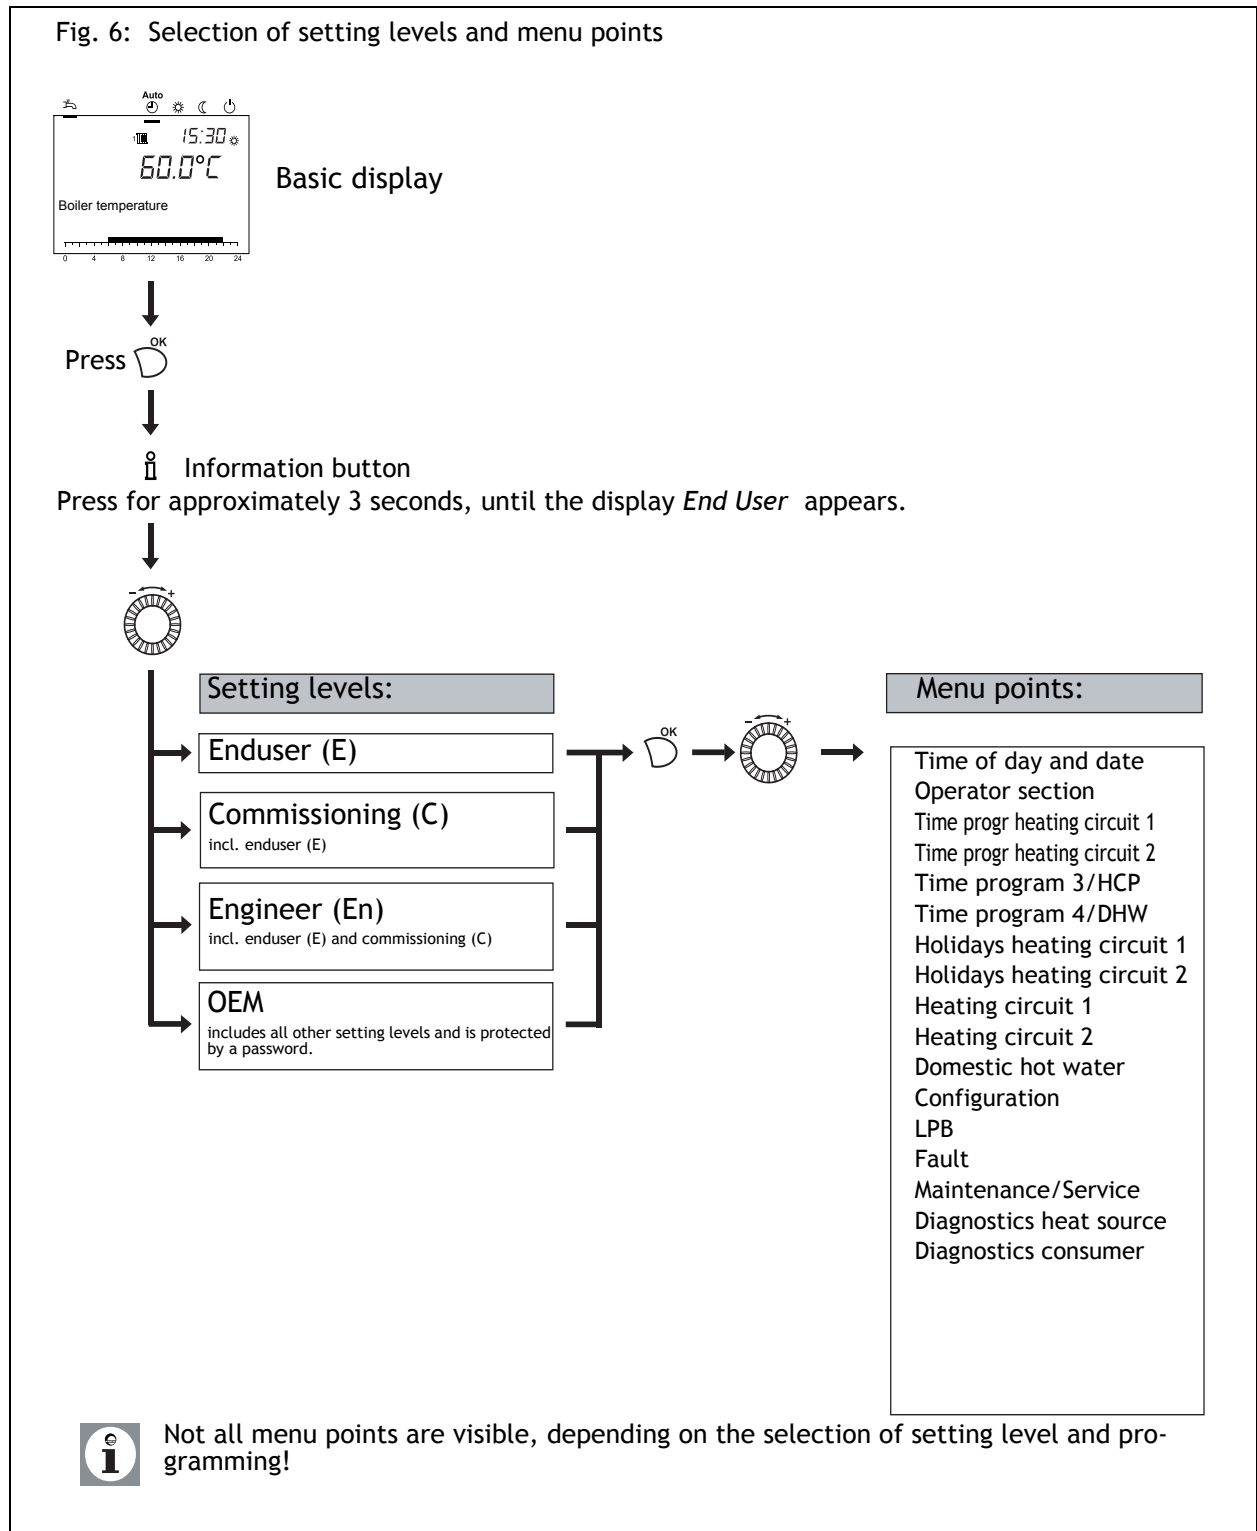 Fig. 6: Selection of setting levels and menu points
Auto
1
15:30
60.0°C
Boiler temperature
0 4 8 12 16 20 24
Basic display
Press
OK
Information button
Press for approximately 3 seconds, until the display End User appears.
- +
Setting levels:
Enduser (E)
Commissioning (C)
incl. enduser (E)
Engineer (En)
incl. enduser (E) and commissioning (C)
OEM
includes all other setting levels and is protected
by a password.
OK
- +
Menu points:
Time of day and date
Operator section
Time progr heating circuit 1
Time progr heating circuit 2
Time program 3/HCP
Time program 4/DHW
Holidays heating circuit 1
Holidays heating circuit 2
Heating circuit 1
Heating circuit 2
Domestic hot water
Configuration
LPB
Fault
Maintenance/Service
Diagnostics heat source
Diagnostics consumer
Not all menu points are visible, depending on the selection of setting level and pro-
gramming!